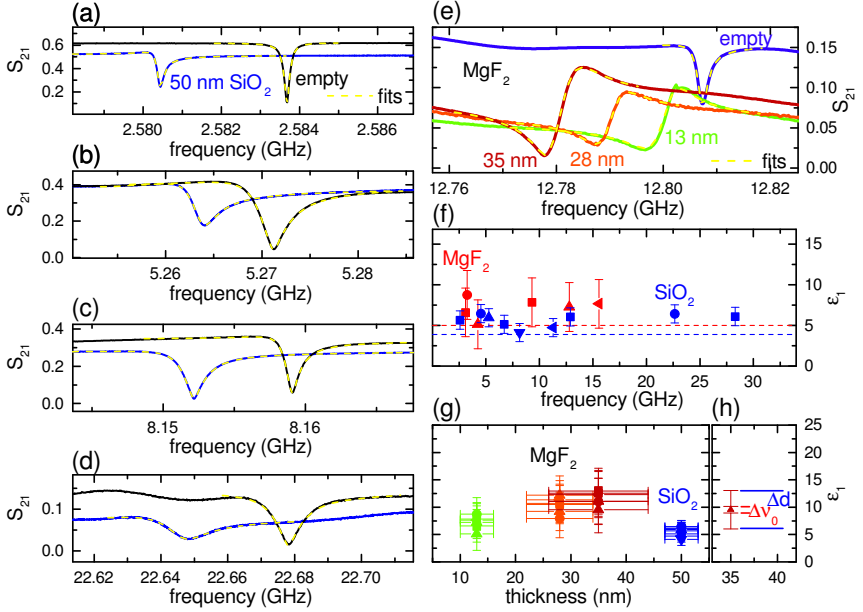 (a)
S21
0.6
0.4
0.2
50 nm SiO2
empty
fits
2.580 2.582 2.584 2.586
frequency (GHz)
(b)
S21
0.4
0.2
0.0
5.26 5.27 5.28
frequency (GHz)
(c)
S21
0.4
0.2
0.0
8.15 8.16
frequency (GHz)
(d)
S21
0.1
0.0
22.62 22.64 22.66 22.68 22.70
frequency (GHz)
(e)
empty
MgF2
35 nm
28 nm
13 nm
fits
0.15
0.10
0.05
0.00
S21
12.76 12.78 12.80 12.82
frequency (GHz)
(f)
MgF2
SiO2
15
10
5
0
ε1
5 10 15 20 25 30
frequency (GHz)
(g)
MgF2
SiO2
10 20 30 40 50
thickness (nm)
(h)
Δd
Δν0
25
20
15
10
5
0
ε1
35 40